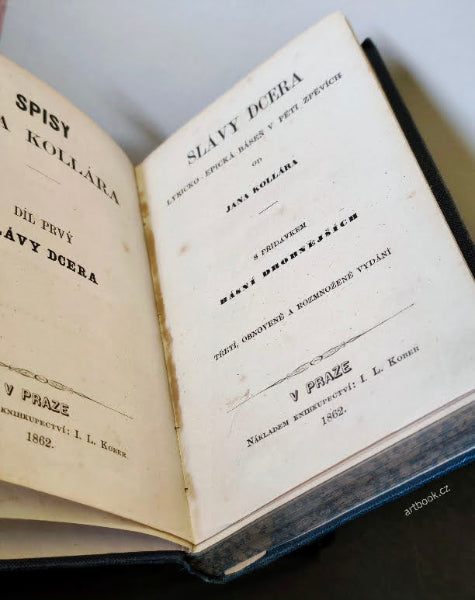 SPISY
A KOLLÁRA
DÍL PRVÝ
ÁVY DCERA
V PRAZE
KNIHKUPECTVÍ: I. L. KOBER
1862.
SLÁVY DCERA
LYRICKO-EPICKÁ BÁSEŇ V PĚTI ZPĚVÍCH
OD
JANA KOLLÁRA
S PŘÍDAVKEM
BÁSNÍ DROBNĚJŠÍCH
TŘETÍ, OBNOVENÉ A ROZMNOŽENÉ VYDÁNÍ
V PRAZE
NÁKLADEM KNIHKUPECTVÍ: I. L. KOBER
1862.
artbook.cz